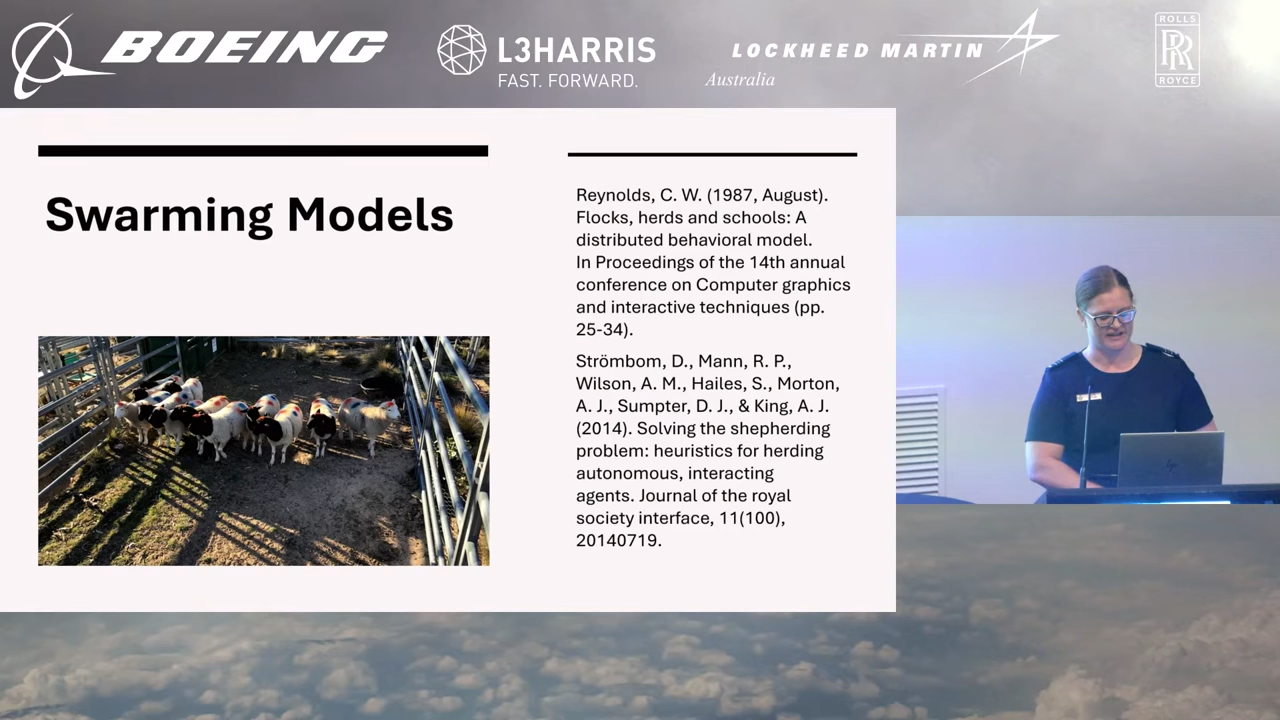 BOEING
L3HARRIS
FAST. FORWARD.
LOCKHEED MARTIN
Australia
ROLLS
RR
ROYCE
Swarming Models
Reynolds, C. W. (1987, August).
Flocks, herds and schools: A
distributed behavioral model.
In Proceedings of the 14th annual
conference on Computer graphics
and interactive techniques (pp.
25-34).
Strömbom, D., Mann, R. P.,
Wilson, A. M., Hailes, S., Morton,
A. J., Sumpter, D. J., & King, A. J.
(2014). Solving the shepherding
problem: heuristics for herding
autonomous, interacting
agents. Journal of the royal
society interface, 11(100),
20140719.
hp